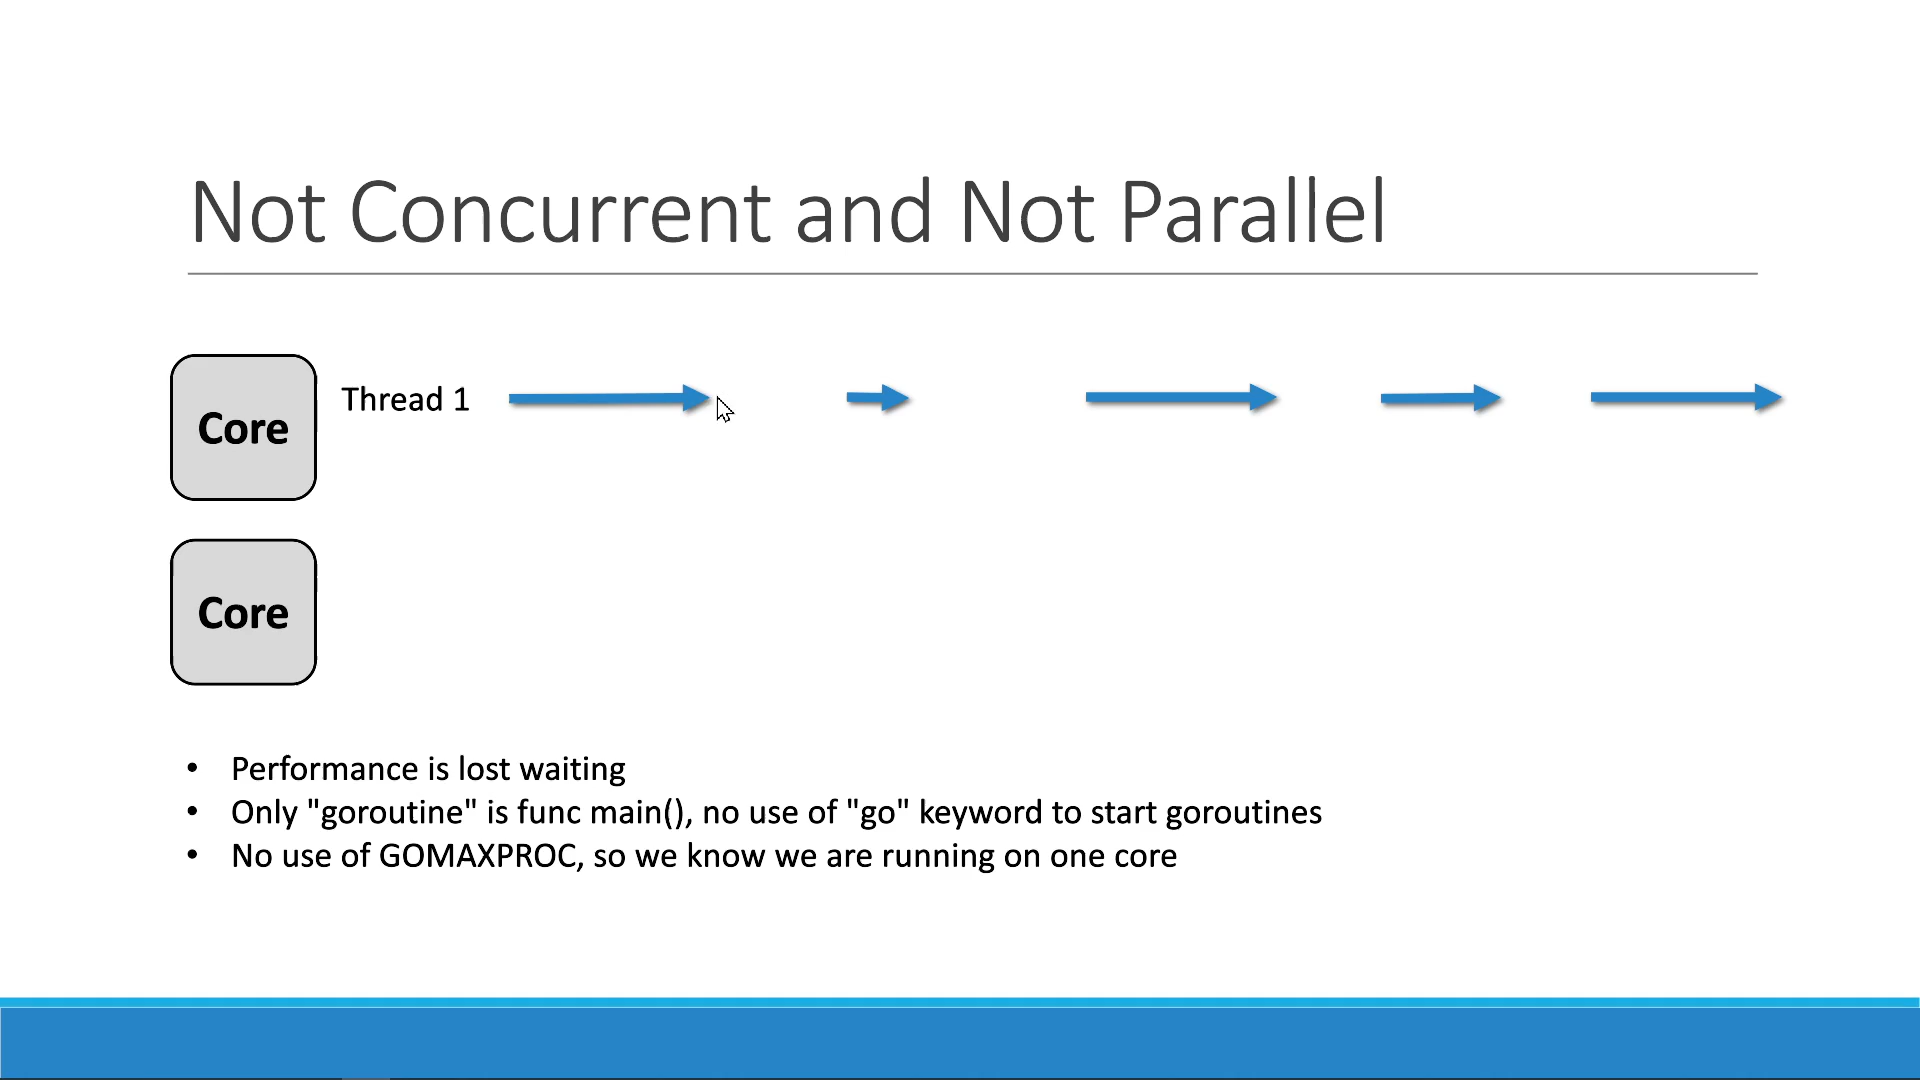 Not Concurrent and Not Parallel
Core
Thread 1
Core
• Performance is lost waiting
• Only "goroutine" is func main(), no use of "go" keyword to start goroutines
• No use of GOMAXPROC, so we know we are running on one core